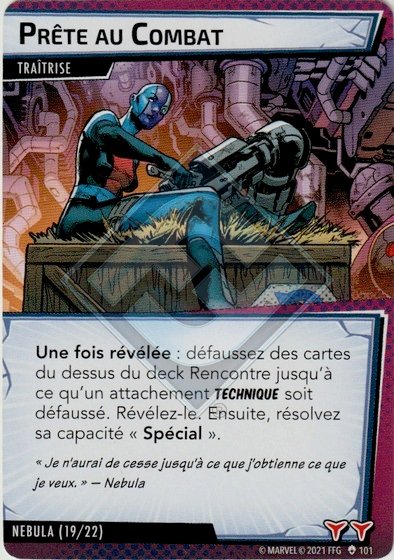 PRÊTE AU COMBAT
TRAÎTRISE
Une fois révélée : défaussez des cartes
du dessus du deck Rencontre jusqu'à
ce qu'un attachement TECHNIQUE soit
défaussé. Révélez-le. Ensuite, résolvez
sa capacité « Spécial ».
« Je n'aurai de cesse jusqu'à ce que j'obtienne ce que
je veux. » – Nebula
NEBULA (19/22)
© MARVEL © 2021 FFG 101